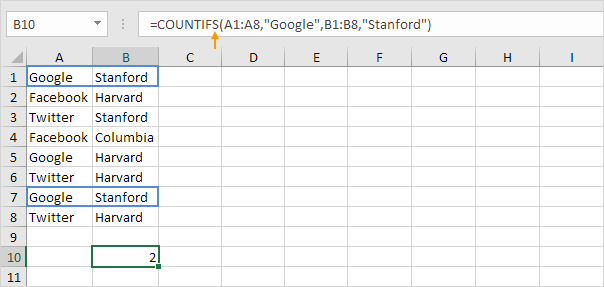 B10 =COUNTIFS(A1:A8,"Google",B1:B8,"Stanford")
A B C D E F G H I
1 Google Stanford
2 Facebook Harvard
3 Twitter Stanford
4 Facebook Columbia
5 Google Harvard
6 Twitter Harvard
7 Google Stanford
8 Twitter Harvard
9
10 2
11